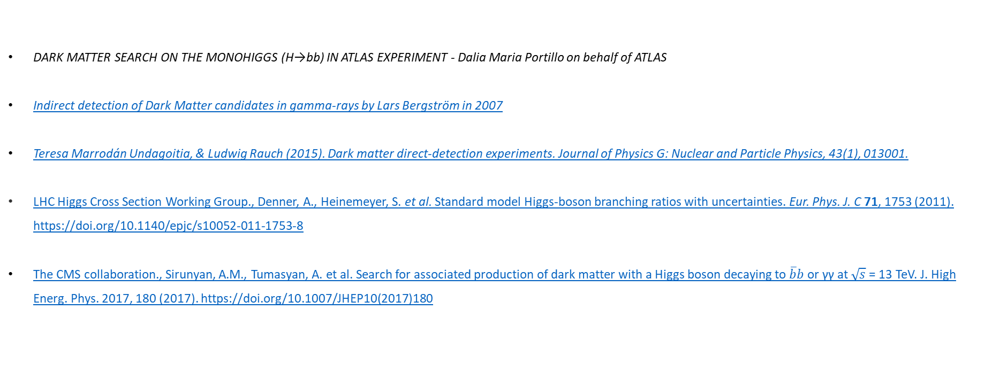 • DARK MATTER SEARCH ON THE MONOHIGGS (H→bb) IN ATLAS EXPERIMENT - Dalia Maria Portillo on behalf of ATLAS
• Indirect detection of Dark Matter candidates in gamma-rays by Lars Bergström in 2007
• Teresa Marrodán Undagoitia, & Ludwig Rauch (2015). Dark matter direct-detection experiments. Journal of Physics G: Nuclear and Particle Physics, 43(1), 013001.
• LHC Higgs Cross Section Working Group., Denner, A., Heinemeyer, S. et al. Standard model Higgs-boson branching ratios with uncertainties. Eur. Phys. J. C 71, 1753 (2011).
https://doi.org/10.1140/epjc/s10052-011-1753-8
• The CMS collaboration., Sirunyan, A.M., Tumasyan, A. et al. Search for associated production of dark matter with a Higgs boson decaying to b̅b or γγ at √s = 13 TeV. J. High
Energ. Phys. 2017, 180 (2017). https://doi.org/10.1007/JHEP10(2017)180